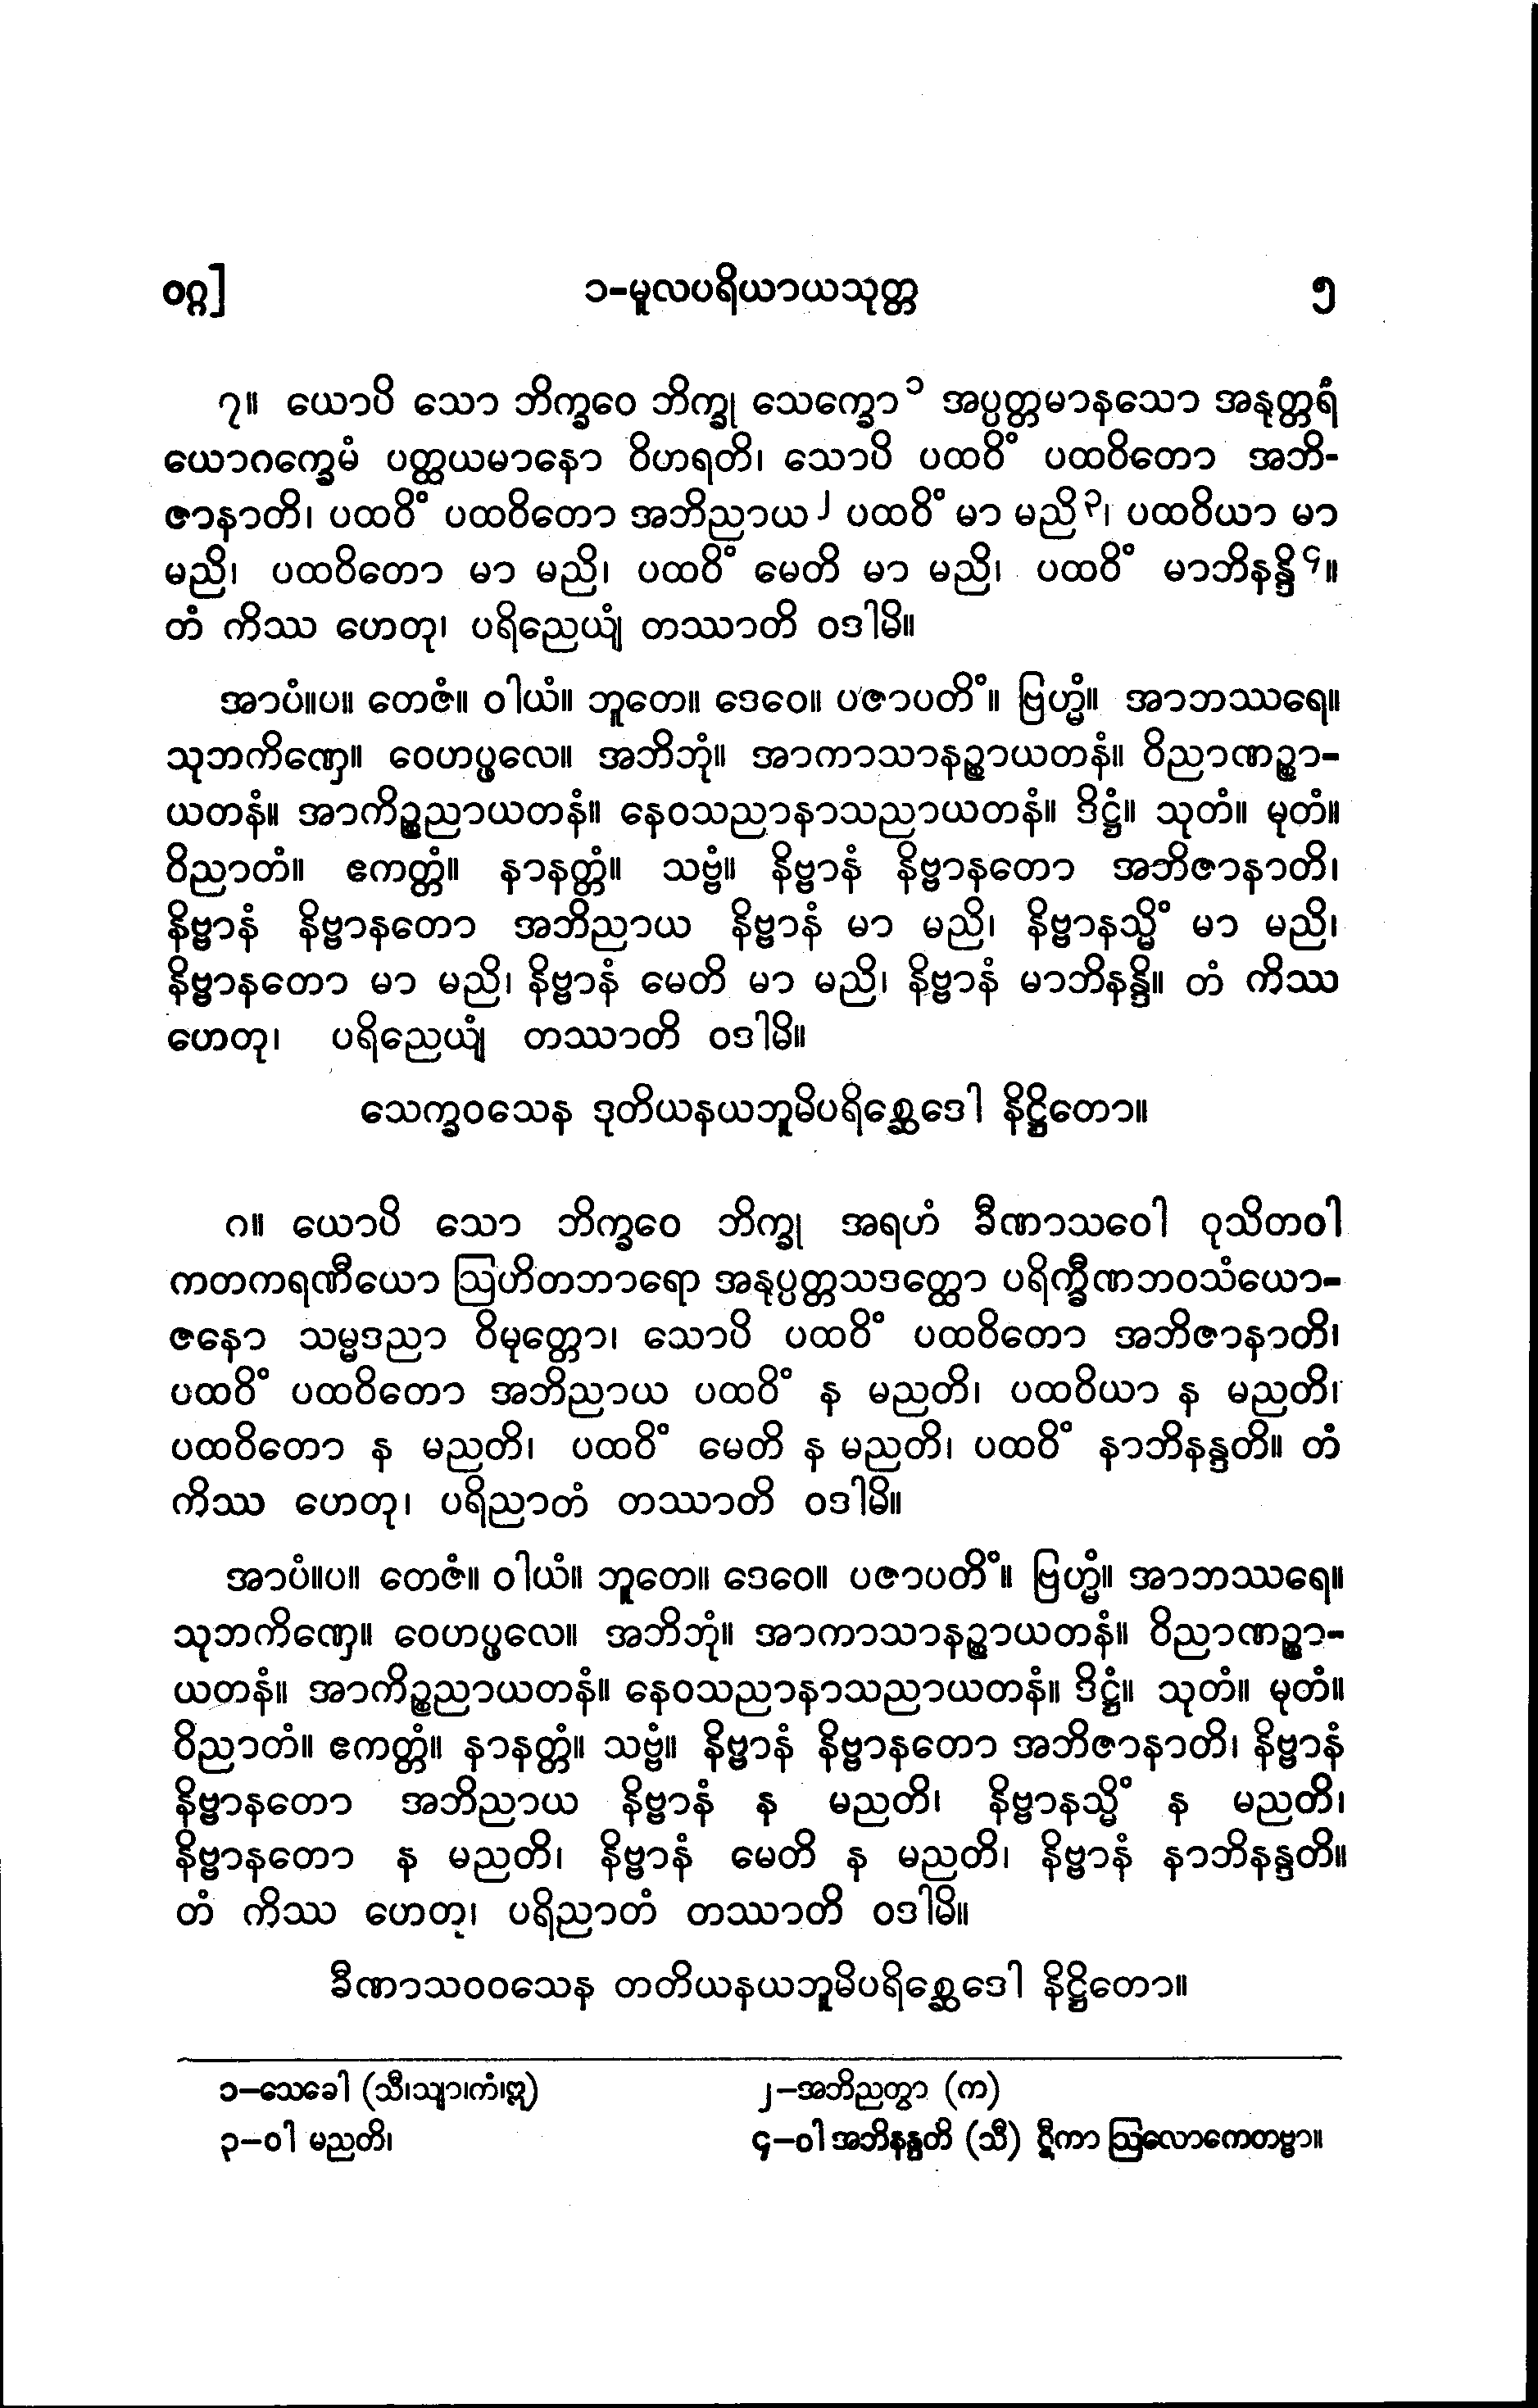 ဝဂ္ဂ] ၁-မူလပရိယာယသုတ္တ ၅
၇။ ယောပိ သော ဘိက္ခဝေ ဘိက္ခု သေက္ခော၁ အပ္ပတ္တမာနသော အနုတ္တရံ
ယောဂက္ခေမံ ပတ္ထယမာနော ဝိဟရတိ၊ သောပိ ပထဝိံ ပထဝိတော အဘိ-
ဇာနာတိ၊ ပထဝိံ ပထဝိတော အဘိညာယ၂ ပထဝိံ မာ မညိ၃၊ ပထဝိယာ မာ
မညိ၊ ပထဝိတော မာ မညိ၊ ပထဝိံ မေတိ မာ မညိ၊ ပထဝိံ မာဘိနန္ဒိ၄။
တံ ကိဿ ဟေတု၊ ပရိညေယျံ တဿာတိ ဝဒါမိ။
အာပံ။ပ။ တေဇံ။ ဝါယံ။ ဘူတေ။ ဒေဝေ။ ပဇာပတိံ။ ဗြဟ္မံ။ အာဘဿရေ။
သုဘကိဏှေ။ ဝေဟပ္ဖလေ။ အဘိဘုံ။ အာကာသာနဉ္စာယတနံ။ ဝိညာဏဉ္စာ-
ယတနံ။ အာကိဉ္စညာယတနံ။ နေဝသညာနာသညာယတနံ။ ဒိဋ္ဌံ။ သုတံ။ မုတံ။
ဝိညာတံ။ ဧကတ္တံ။ နာနတ္တံ။ သဗ္ဗံ။ နိဗ္ဗာနံ နိဗ္ဗာနတော အဘိဇာနာတိ၊
နိဗ္ဗာနံ နိဗ္ဗာနတော အဘိညာယ နိဗ္ဗာနံ မာ မညိ၊ နိဗ္ဗာနသ္မိံ မာ မညိ၊
နိဗ္ဗာနတော မာ မညိ၊ နိဗ္ဗာနံ မေတိ မာ မညိ၊ နိဗ္ဗာနံ မာဘိနန္ဒိ။ တံ ကိဿ
ဟေတု၊ ပရိညေယျံ တဿာတိ ဝဒါမိ။
သေက္ခဝသေန ဒုတိယနယဘူမိပရိစ္ဆေဒေါ နိဋ္ဌိတော။
ဂ။ ယောပိ သော ဘိက္ခဝေ ဘိက္ခု အရဟံ ခီဏာသဝေါ ဝုသိတဝါ
ကတကရဏီယော ဩဟိတဘာရော အနုပ္ပတ္တသဒတ္ထော ပရိက္ခီဏဘဝသံယော-
ဇနော သမ္မဒညာ ဝိမုတ္တော၊ သောပိ ပထဝိံ ပထဝိတော အဘိဇာနာတိ၊
ပထဝိံ ပထဝိတော အဘိညာယ ပထဝိံ န မညတိ၊ ပထဝိယာ န မညတိ၊
ပထဝိတော န မညတိ၊ ပထဝိံ မေတိ န မညတိ၊ ပထဝိံ နာဘိနန္ဒတိ။ တံ
ကိဿ ဟေတု၊ ပရိညာတံ တဿာတိ ဝဒါမိ။
အာပံ။ပ။ တေဇံ။ ဝါယံ။ ဘူတေ။ ဒေဝေ။ ပဇာပတိံ။ ဗြဟ္မံ။ အာဘဿရေ။
သုဘကိဏှေ။ ဝေဟပ္ဖလေ။ အဘိဘုံ။ အာကာသာနဉ္စာယတနံ။ ဝိညာဏဉ္စာ-
ယတနံ။ အာကိဉ္စညာယတနံ။ နေဝသညာနာသညာယတနံ။ ဒိဋ္ဌံ။ သုတံ။ မုတံ။
ဝိညာတံ။ ဧကတ္တံ။ နာနတ္တံ။ သဗ္ဗံ။ နိဗ္ဗာနံ နိဗ္ဗာနတော အဘိဇာနာတိ၊ နိဗ္ဗာနံ
နိဗ္ဗာနတော အဘိညာယ နိဗ္ဗာနံ န မညတိ၊ နိဗ္ဗာနသ္မိံ န မညတိ၊
နိဗ္ဗာနတော န မညတိ၊ နိဗ္ဗာနံ မေတိ န မညတိ၊ နိဗ္ဗာနံ နာဘိနန္ဒတိ။
တံ ကိဿ ဟေတု၊ ပရိညာတံ တဿာတိ ဝဒါမိ။
ခီဏာသဝဝသေန တတိယနယဘူမိပရိစ္ဆေဒေါ နိဋ္ဌိတော။
၁–သေခေါ (သီ၊သျာ၊ကံ၊ဣ) ၂–အဘိညတွာ (က)
၃–ဝါ မညတိ၊ ၄–ဝါ အဘိနန္ဒတိ (သီ) ဋီကာ ဩလောကေတဗ္ဗာ။